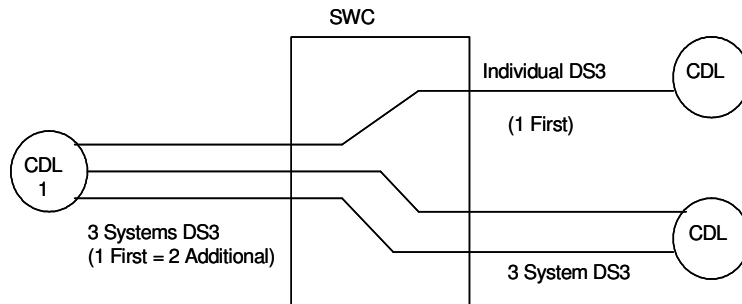 SWC
Individual DS3
CDL
(1 First)
CDL
1
3 Systems DS3
(1 First = 2 Additional)
CDL
3 System DS3